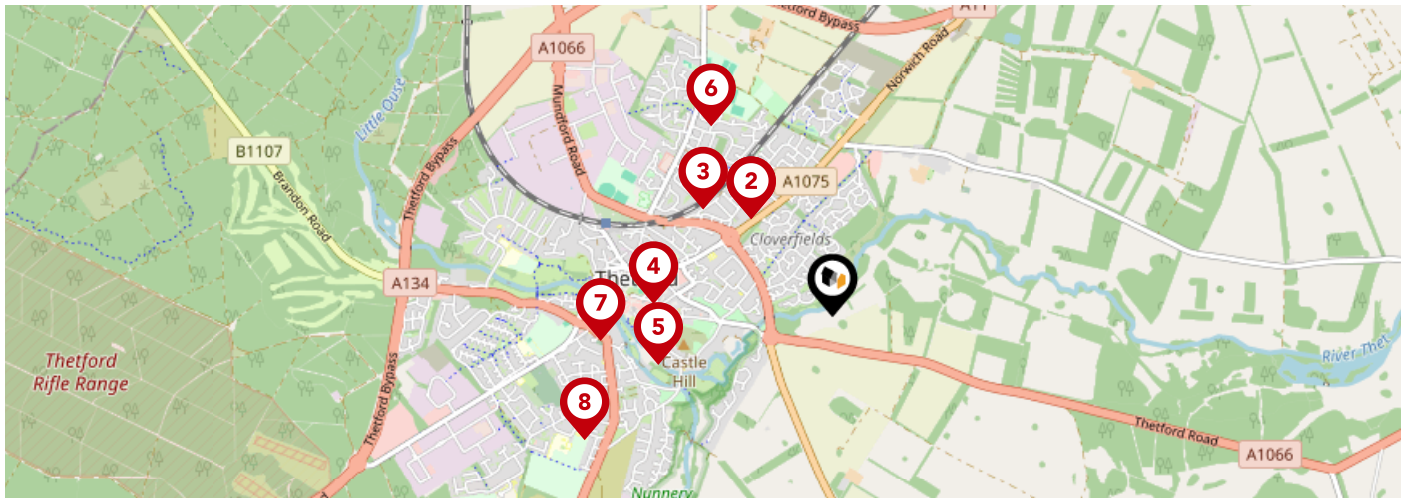 Thetford Bypass
A11
A1066
Norwich Road
Little Ouse
Mundford Road
6
B1107
Thetford Bypass
Brandon Road
3
2
A1075
Cloverfields
4
A134
7
5
River Thet
Thetford
Rifle Range
Castle
Hill
Thetford Bypass
8
Thetford Road
A1066
Nunnery